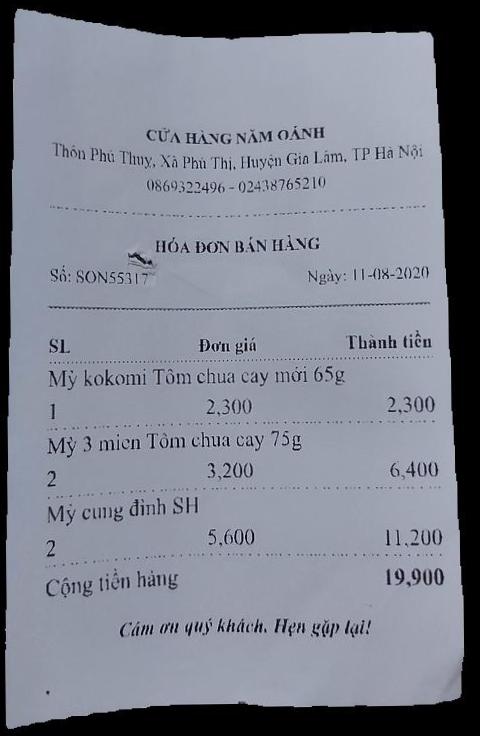 CỬA HÀNG NĂM OÁNH
Thôn Phú Thuỵ, Xã Phú Thị, Huyện Gia Lâm, TP Hà Nội
0869322496 - 02438765210
HÓA ĐƠN BÁN HÀNG
Số: SON55317 Ngày: 11-08-2020
SL Đơn giá Thành tiền
Mỳ kokomi Tôm chua cay mới 65g
1 2,300 2,300
Mỳ 3 miền Tôm chua cay 75g
2 3,200 6,400
Mỳ cung đình SH
2 5,600 11,200
Cộng tiền hàng 19,900
Cám ơn quý khách. Hẹn gặp lại!